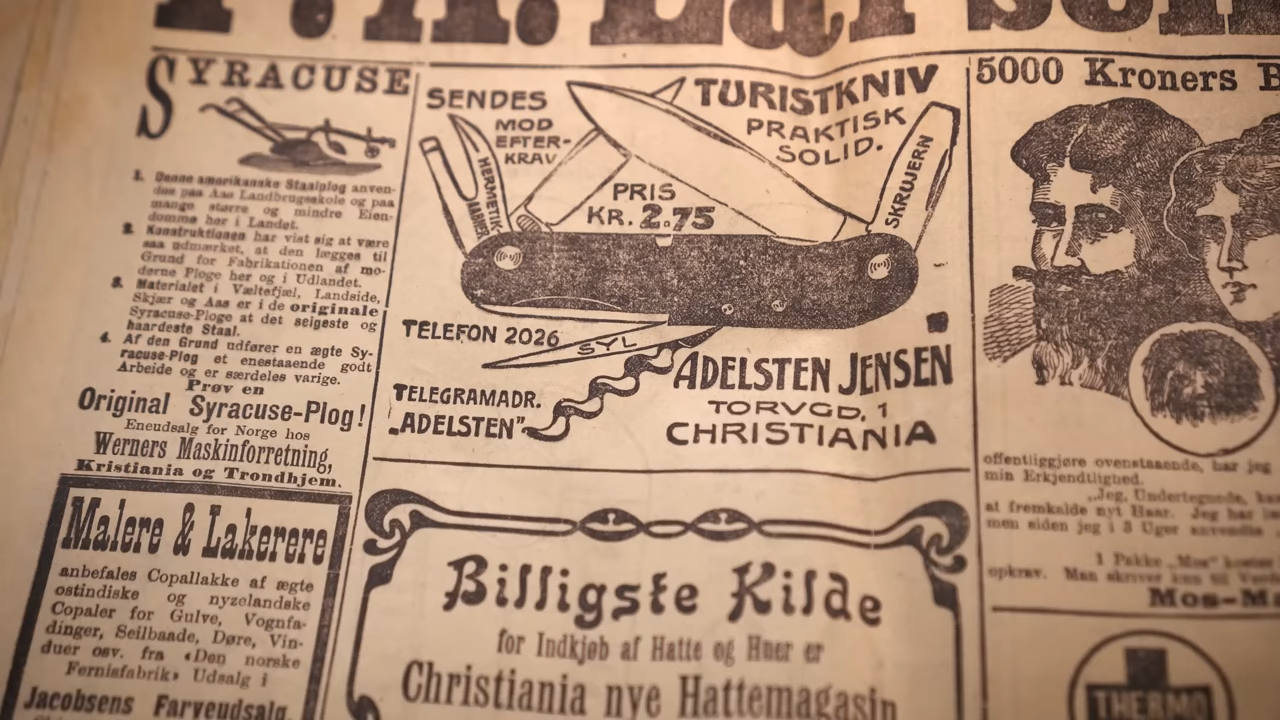 SYRACUSE
1. Denne amerikanske Staalplog anven-
des paa Aas Landbrugsskole og paa
mange større og mindre Eien-
domme her i Landet.
2. Konstruktionen har vist sig at være
saa udmærket, at den lægges til
Grund for Fabrikationen af mo-
derne Ploge her og i Udlandet.
3. Materialet i Væltefjæl, Landside,
Skjær og Aas er i de originale
Syracuse-Ploge at det seigeste og
haardeste Staal.
4. Af den Grund udfører en ægte Sy-
racuse-Plog et enestaaende godt
Arbeide og er særdeles varige.
Prøv en
Original Syracuse-Plog!
Eneudsalg for Norge hos
Werners Maskinforretning,
Kristiania og Trondhjem.
Malere & Lakerere
anbefales Copallakke af ægte
ostindiske og nyzelandske
Copaler for Gulve, Vognfa-
dinger, Seilbaade, Døre, Vin-
duer osv. fra «Den norske
Fernisfabrik» Udsalg i
Jacobsens Farveudsalg,
SENDES
MOD
EFTER-
KRAV
TURISTKNIV
PRAKTISK
SOLID.
HERMETIK-
AABNER
PRIS
KR. 2.75
SKRUJERN
TELEFON 2026
SYL
TELEGRAMADR.
„ADELSTEN”
ADELSTEN JENSEN
TORVGD. 1
CHRISTIANIA
Billigste Kilde
for Indkjøb af Hatte og Huer er
Christiania nye Hattemagasin
5000 Kroners B
offentliggjøre ovenstaaende, har jeg
min Erkjendtlighed.
„Jeg, Undertegnede, ha
at fremkalde nyt Haar. Jeg har
men siden jeg i 3 Uger anvendte
1 Pakke „Mos” koster
opkrav. Man skriver kun til
Mos-Ma
THERMO